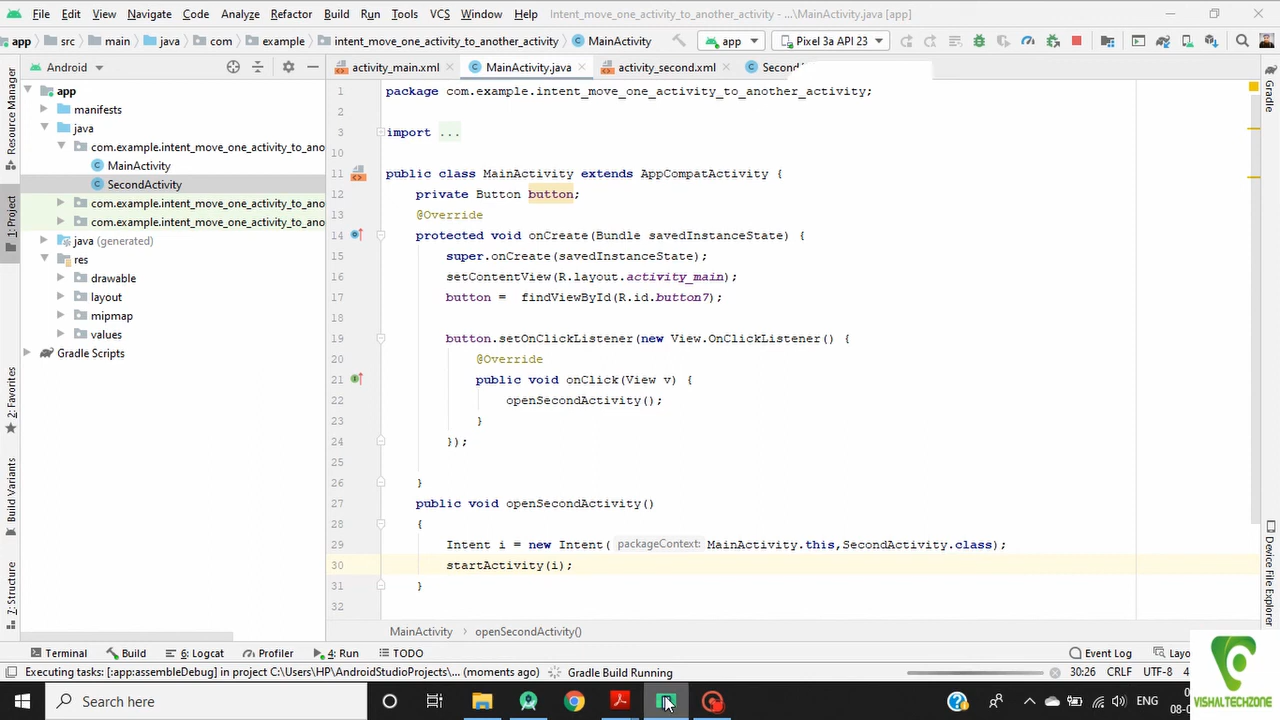 File Edit View Navigate Code Analyze Refactor Build Run Tools VCS Window Help Intent_move_one_activity_to_another_activity - ...\MainActivity.java [app]
app src main java com example intent_move_one_activity_to_another_activity MainActivity app Pixel 3a API 23
Android activity_main.xml MainActivity.java activity_second.xml
app
manifests
java
com.example.intent_move_one_activity_to_ano
MainActivity
SecondActivity
com.example.intent_move_one_activity_to_ano
com.example.intent_move_one_activity_to_ano
java (generated)
res
drawable
layout
mipmap
values
Gradle Scripts
Resource Manager
1: Project
2: Favorites
Build Variants
7: Structure
1 package com.example.intent_move_one_activity_to_another_activity;
2
3 import ...
10
11 public class MainActivity extends AppCompatActivity {
12 private Button button;
13 @Override
14 protected void onCreate(Bundle savedInstanceState) {
15 super.onCreate(savedInstanceState);
16 setContentView(R.layout.activity_main);
17 button = findViewById(R.id.button7);
18
19 button.setOnClickListener(new View.OnClickListener() {
20 @Override
21 public void onClick(View v) {
22 openSecondActivity();
23 }
24 });
25
26 }
27 public void openSecondActivity()
28 {
29 Intent i = new Intent( packageContext: MainActivity.this,SecondActivity.class);
30 startActivity(i);
31 }
32
Gradle
Device File Explorer
MainActivity openSecondActivity()
Terminal Build 6: Logcat Profiler 4: Run TODO Event Log
Executing tasks: [:app:assembleDebug] in project C:\Users\HP\AndroidStudioProjects\... (moments ago) Gradle Build Running 30:26 CRLF UTF-8
Type here to search ENG
VISHALTECHZONE